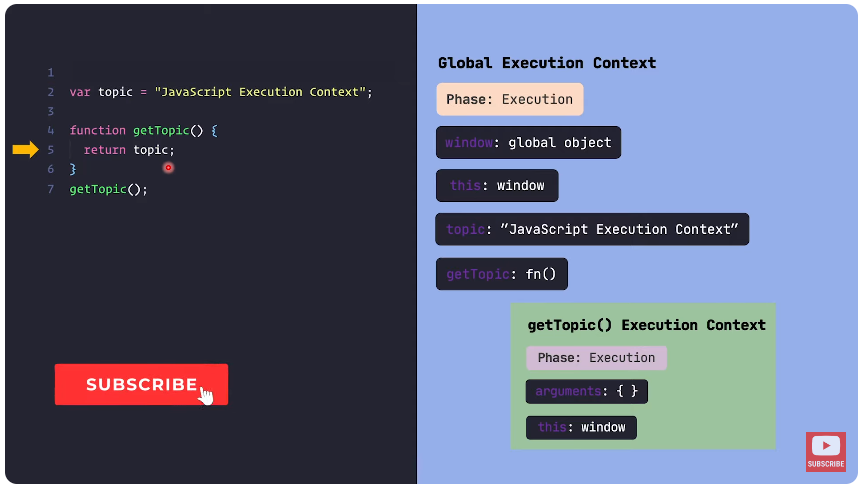 1
2 var topic = "JavaScript Execution Context";
3
4 function getTopic() {
5 return topic;
6 }
7 getTopic();
SUBSCRIBE
Global Execution Context
Phase: Execution
window: global object
this: window
topic: “JavaScript Execution Context”
getTopic: fn()
getTopic() Execution Context
Phase: Execution
arguments: { }
this: window
SUBSCRIBE